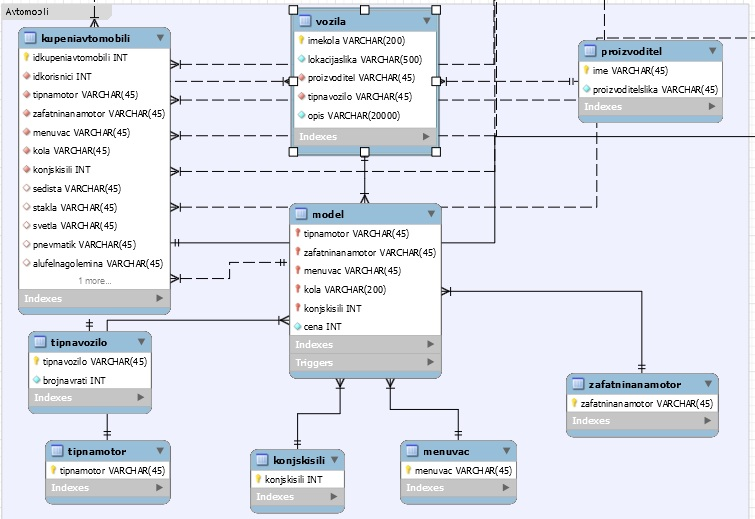 Avtomobli
kupeniavtomobili
idkupeniavtomobili INT
idkorisnici INT
tipnamotor VARCHAR(45)
zafatninanamotor VARCHAR(45)
menuvac VARCHAR(45)
kola VARCHAR(45)
konjskisili INT
sedista VARCHAR(45)
stakla VARCHAR(45)
svetla VARCHAR(45)
pnevmatik VARCHAR(45)
alufelnagolemina VARCHAR(45)
1 more...
Indexes
vozila
imekola VARCHAR(200)
lokacijaslika VARCHAR(500)
proizvoditel VARCHAR(45)
tipnavozilo VARCHAR(45)
opis VARCHAR(20000)
Indexes
proizvoditel
ime VARCHAR(45)
proizvoditelslika VARCHAR(45)
Indexes
model
tipnamotor VARCHAR(45)
zafatninanamotor VARCHAR(45)
menuvac VARCHAR(45)
kola VARCHAR(200)
konjskisili INT
cena INT
Indexes
Triggers
tipnavozilo
tipnavozilo VARCHAR(45)
brojnavrati INT
Indexes
tipnamotor
tipnamotor VARCHAR(45)
Indexes
konjskisili
konjskisili INT
Indexes
menuvac
menuvac VARCHAR(45)
Indexes
zafatninanamotor
zafatninanamotor VARCHAR(45)
Indexes